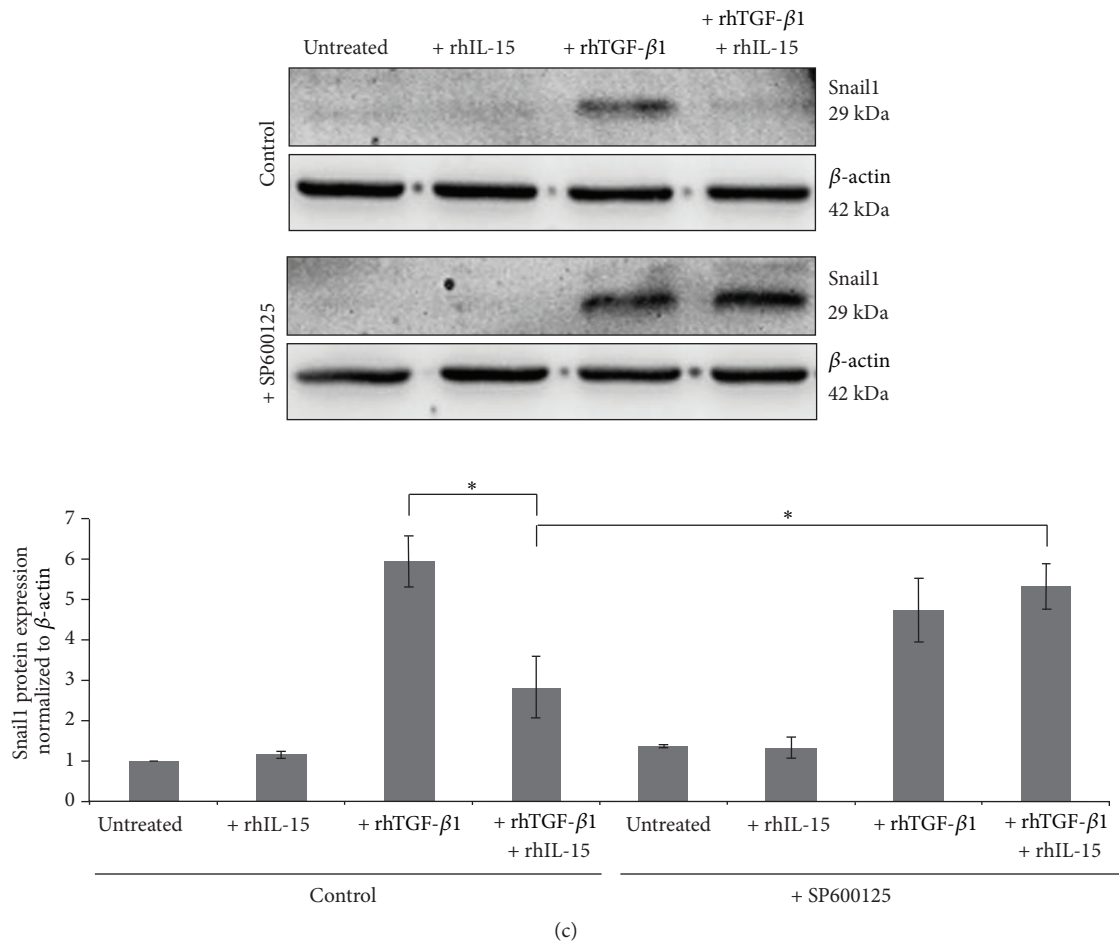 Untreated
+ rhIL-15
+ rhTGF-β1
+ rhTGF-β1
+ rhIL-15
Control
Snail1
29 kDa
β-actin
42 kDa
+ SP600125
Snail1
29 kDa
β-actin
42 kDa
Snail1 protein expression
normalized to β-actin
7
6
5
4
3
2
1
0
*
*
Untreated
+ rhIL-15
+ rhTGF-β1
+ rhTGF-β1
+ rhIL-15
Untreated
+ rhIL-15
+ rhTGF-β1
+ rhTGF-β1
+ rhIL-15
Control
+ SP600125
(c)